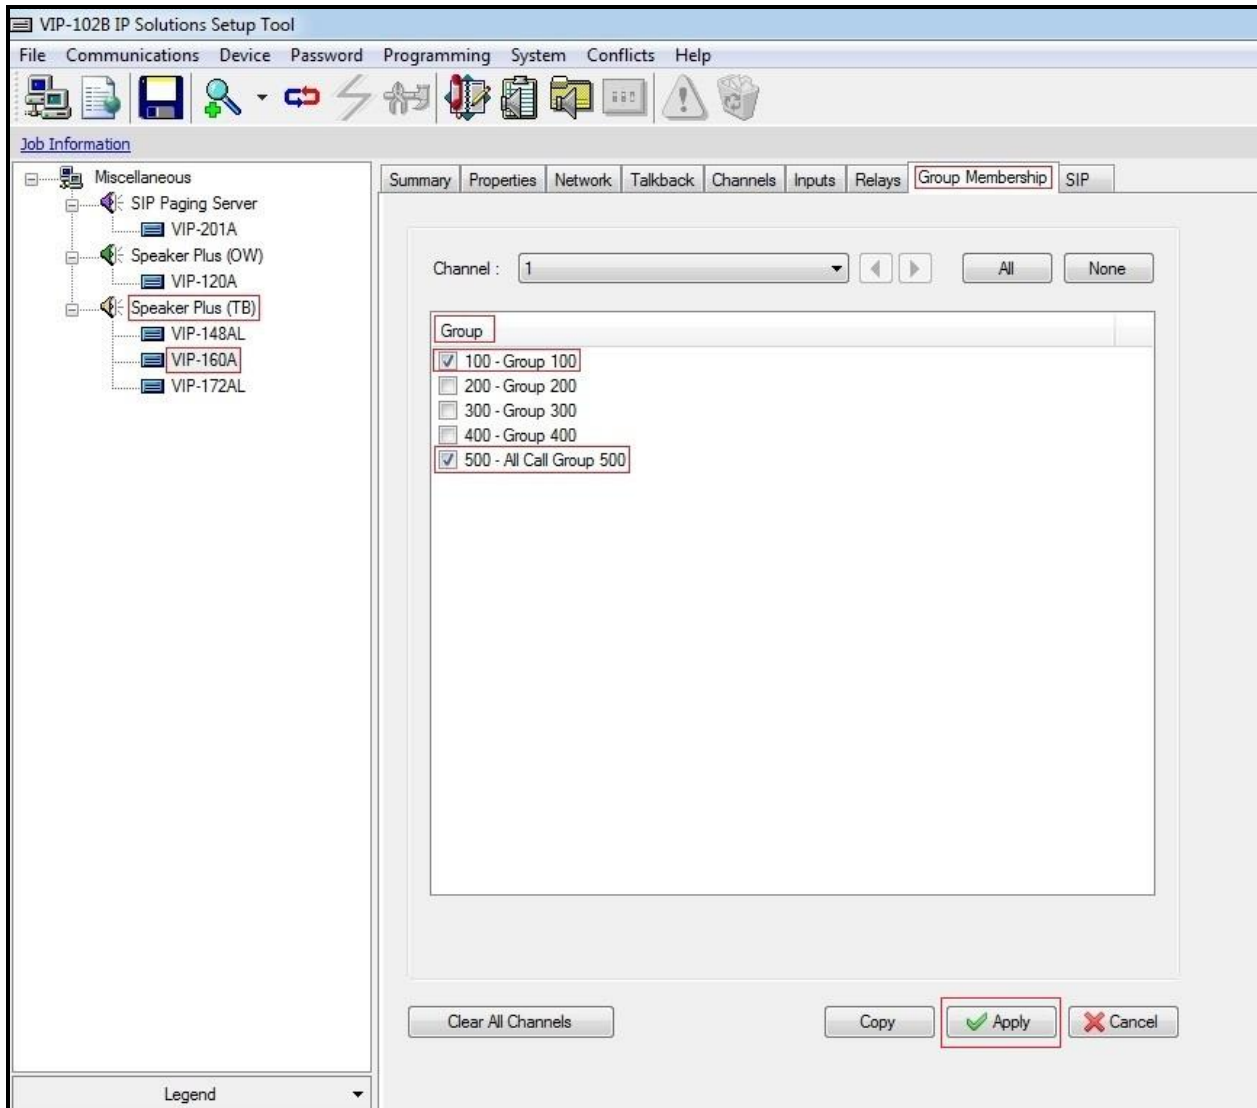 VIP-102B IP Solutions Setup Tool
File Communications Device Password Programming System Conflicts Help
Job Information
Miscellaneous
SIP Paging Server
VIP-201A
Speaker Plus (OW)
VIP-120A
Speaker Plus (TB)
VIP-148AL
VIP-160A
VIP-172AL
Legend
Summary Properties Network Talkback Channels Inputs Relays Group Membership SIP
Channel : 1 All None
Group
100 - Group 100
200 - Group 200
300 - Group 300
400 - Group 400
500 - All Call Group 500
Clear All Channels Copy Apply Cancel